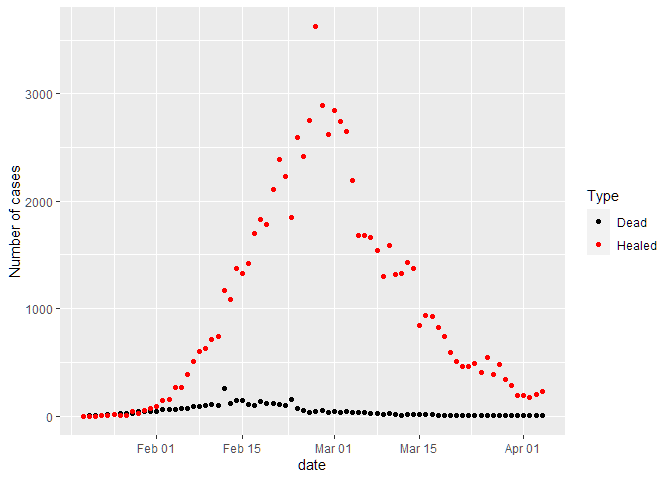 3000
2000
1000
0
Number of cases
Feb 01
Feb 15
Mar 01
Mar 15
Apr 01
date
Type
Dead
Healed